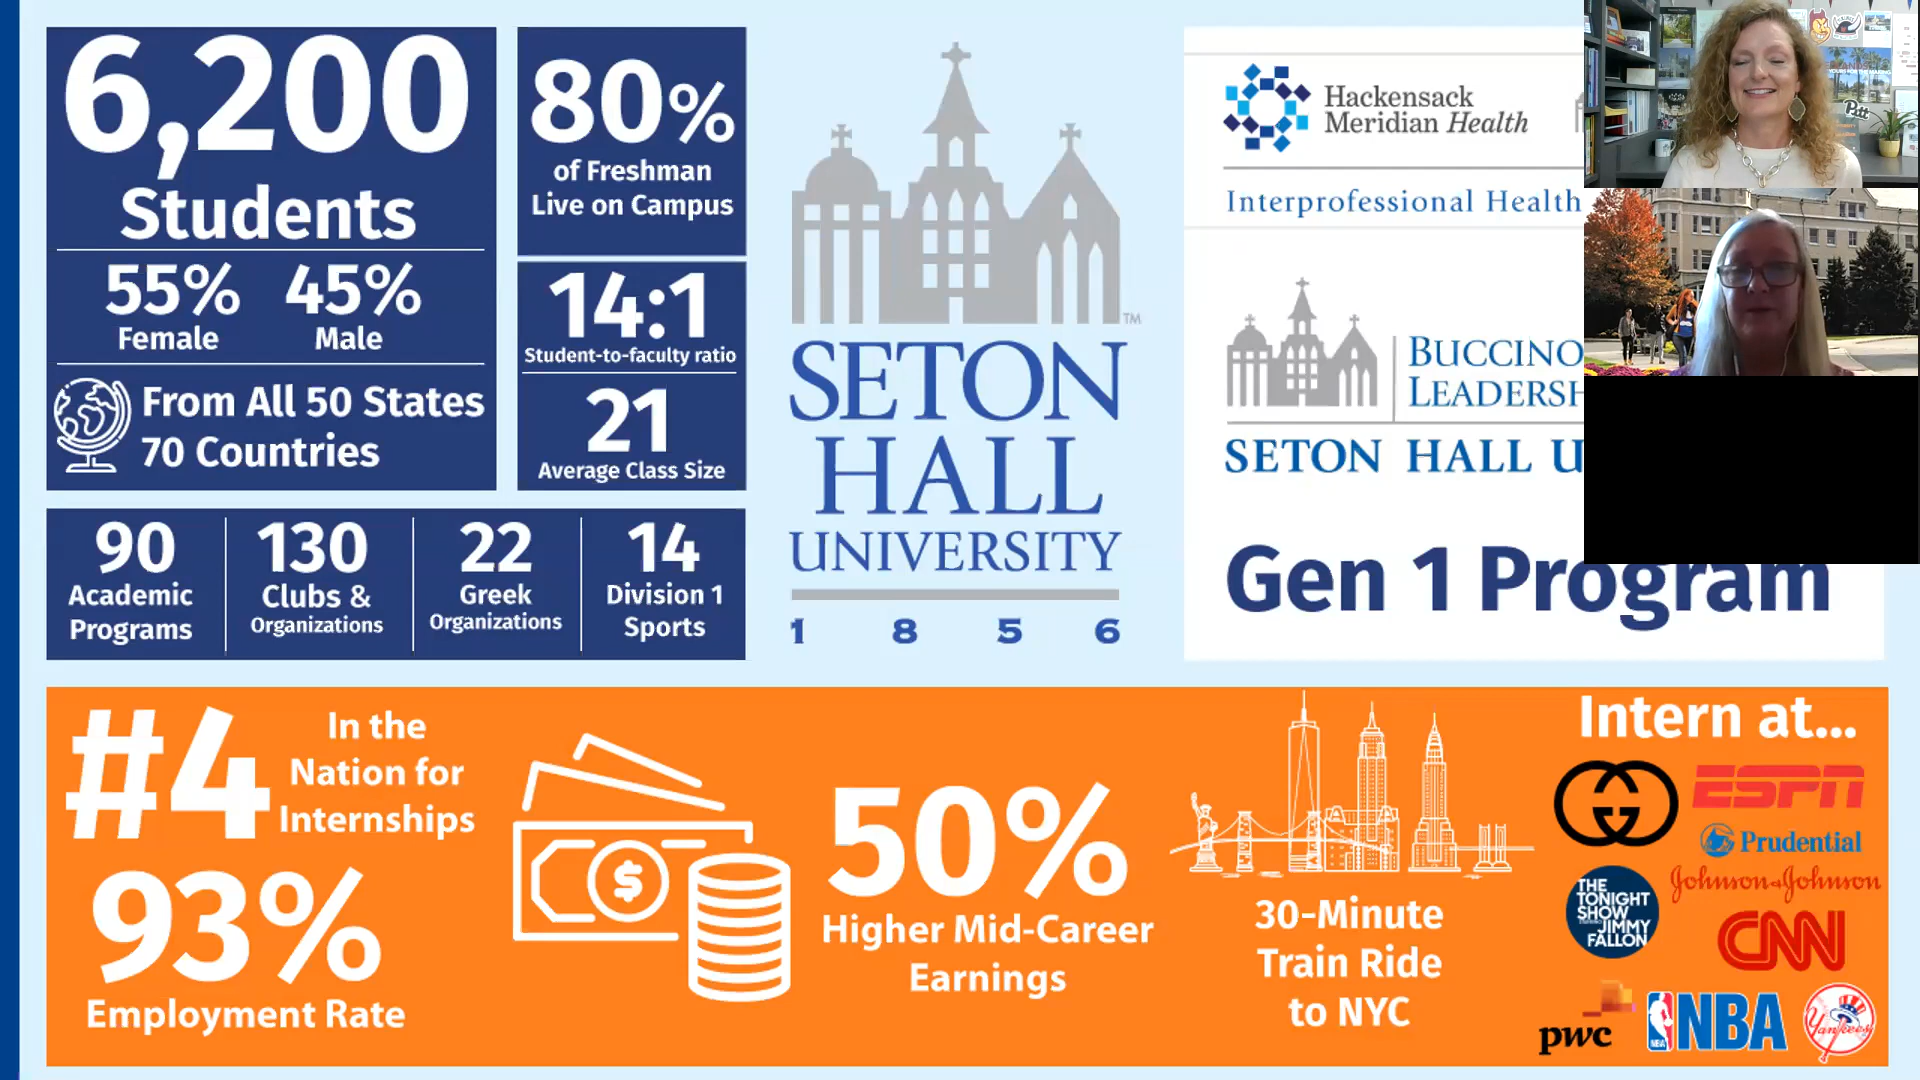 6,200
Students
55% 45%
Female Male
From All 50 States
70 Countries
80%
of Freshman
Live on Campus
14:1
Student-to-faculty ratio
21
Average Class Size
90
Academic
Programs
130
Clubs &
Organizations
22
Greek
Organizations
14
Division 1
Sports
SETON
HALL
UNIVERSITY
TM
1 8 5 6
Hackensack
Meridian Health
Interprofessional Health
BUCCINO
LEADERSH
SETON HALL U
Gen 1 Program
Pitt
#4
In the
Nation for
Internships
93%
Employment Rate
$
50%
Higher Mid-Career
Earnings
30-Minute
Train Ride
to NYC
Intern at...
ESPN
Prudential
Johnson & Johnson
THE
TONIGHT
SHOW
JIMMY
FALLON
CNN
pwc
NBA
NBA
Yankees